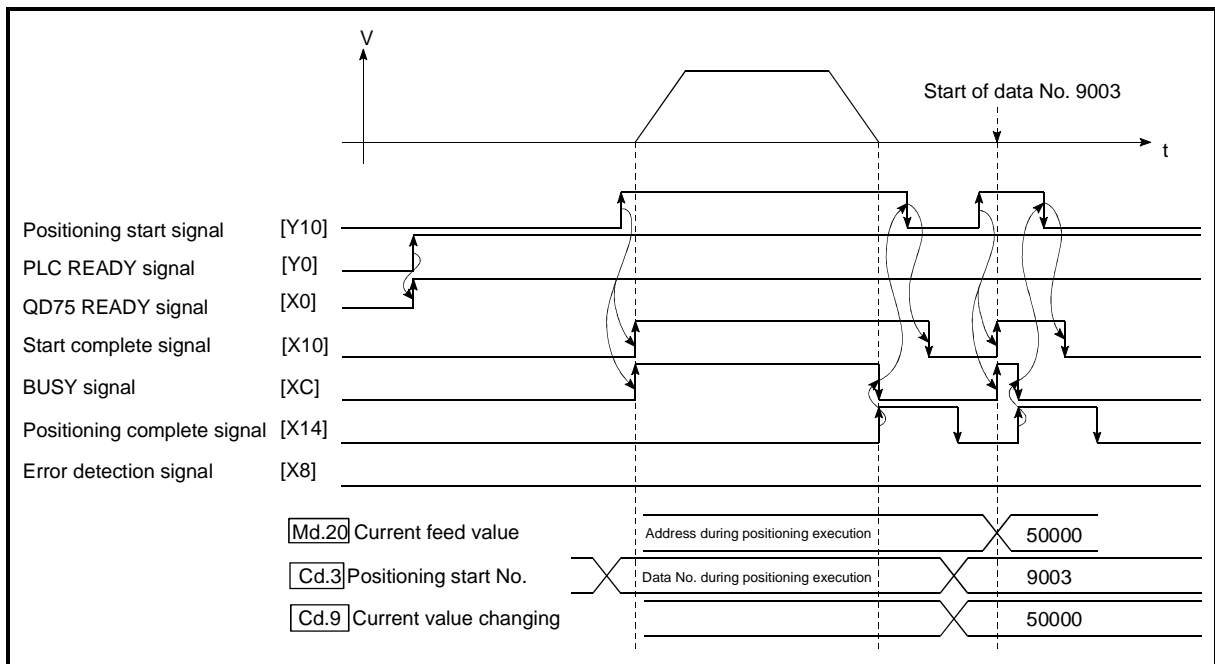 V
Start of data No. 9003
t
Positioning start signal [Y10]
PLC READY signal [Y0]
QD75 READY signal [X0]
Start complete signal [X10]
BUSY signal [XC]
Positioning complete signal [X14]
Error detection signal [X8]
Md.20 Current feed value Address during positioning execution 50000
Cd.3 Positioning start No. Data No. during positioning execution 9003
Cd.9 Current value changing 50000